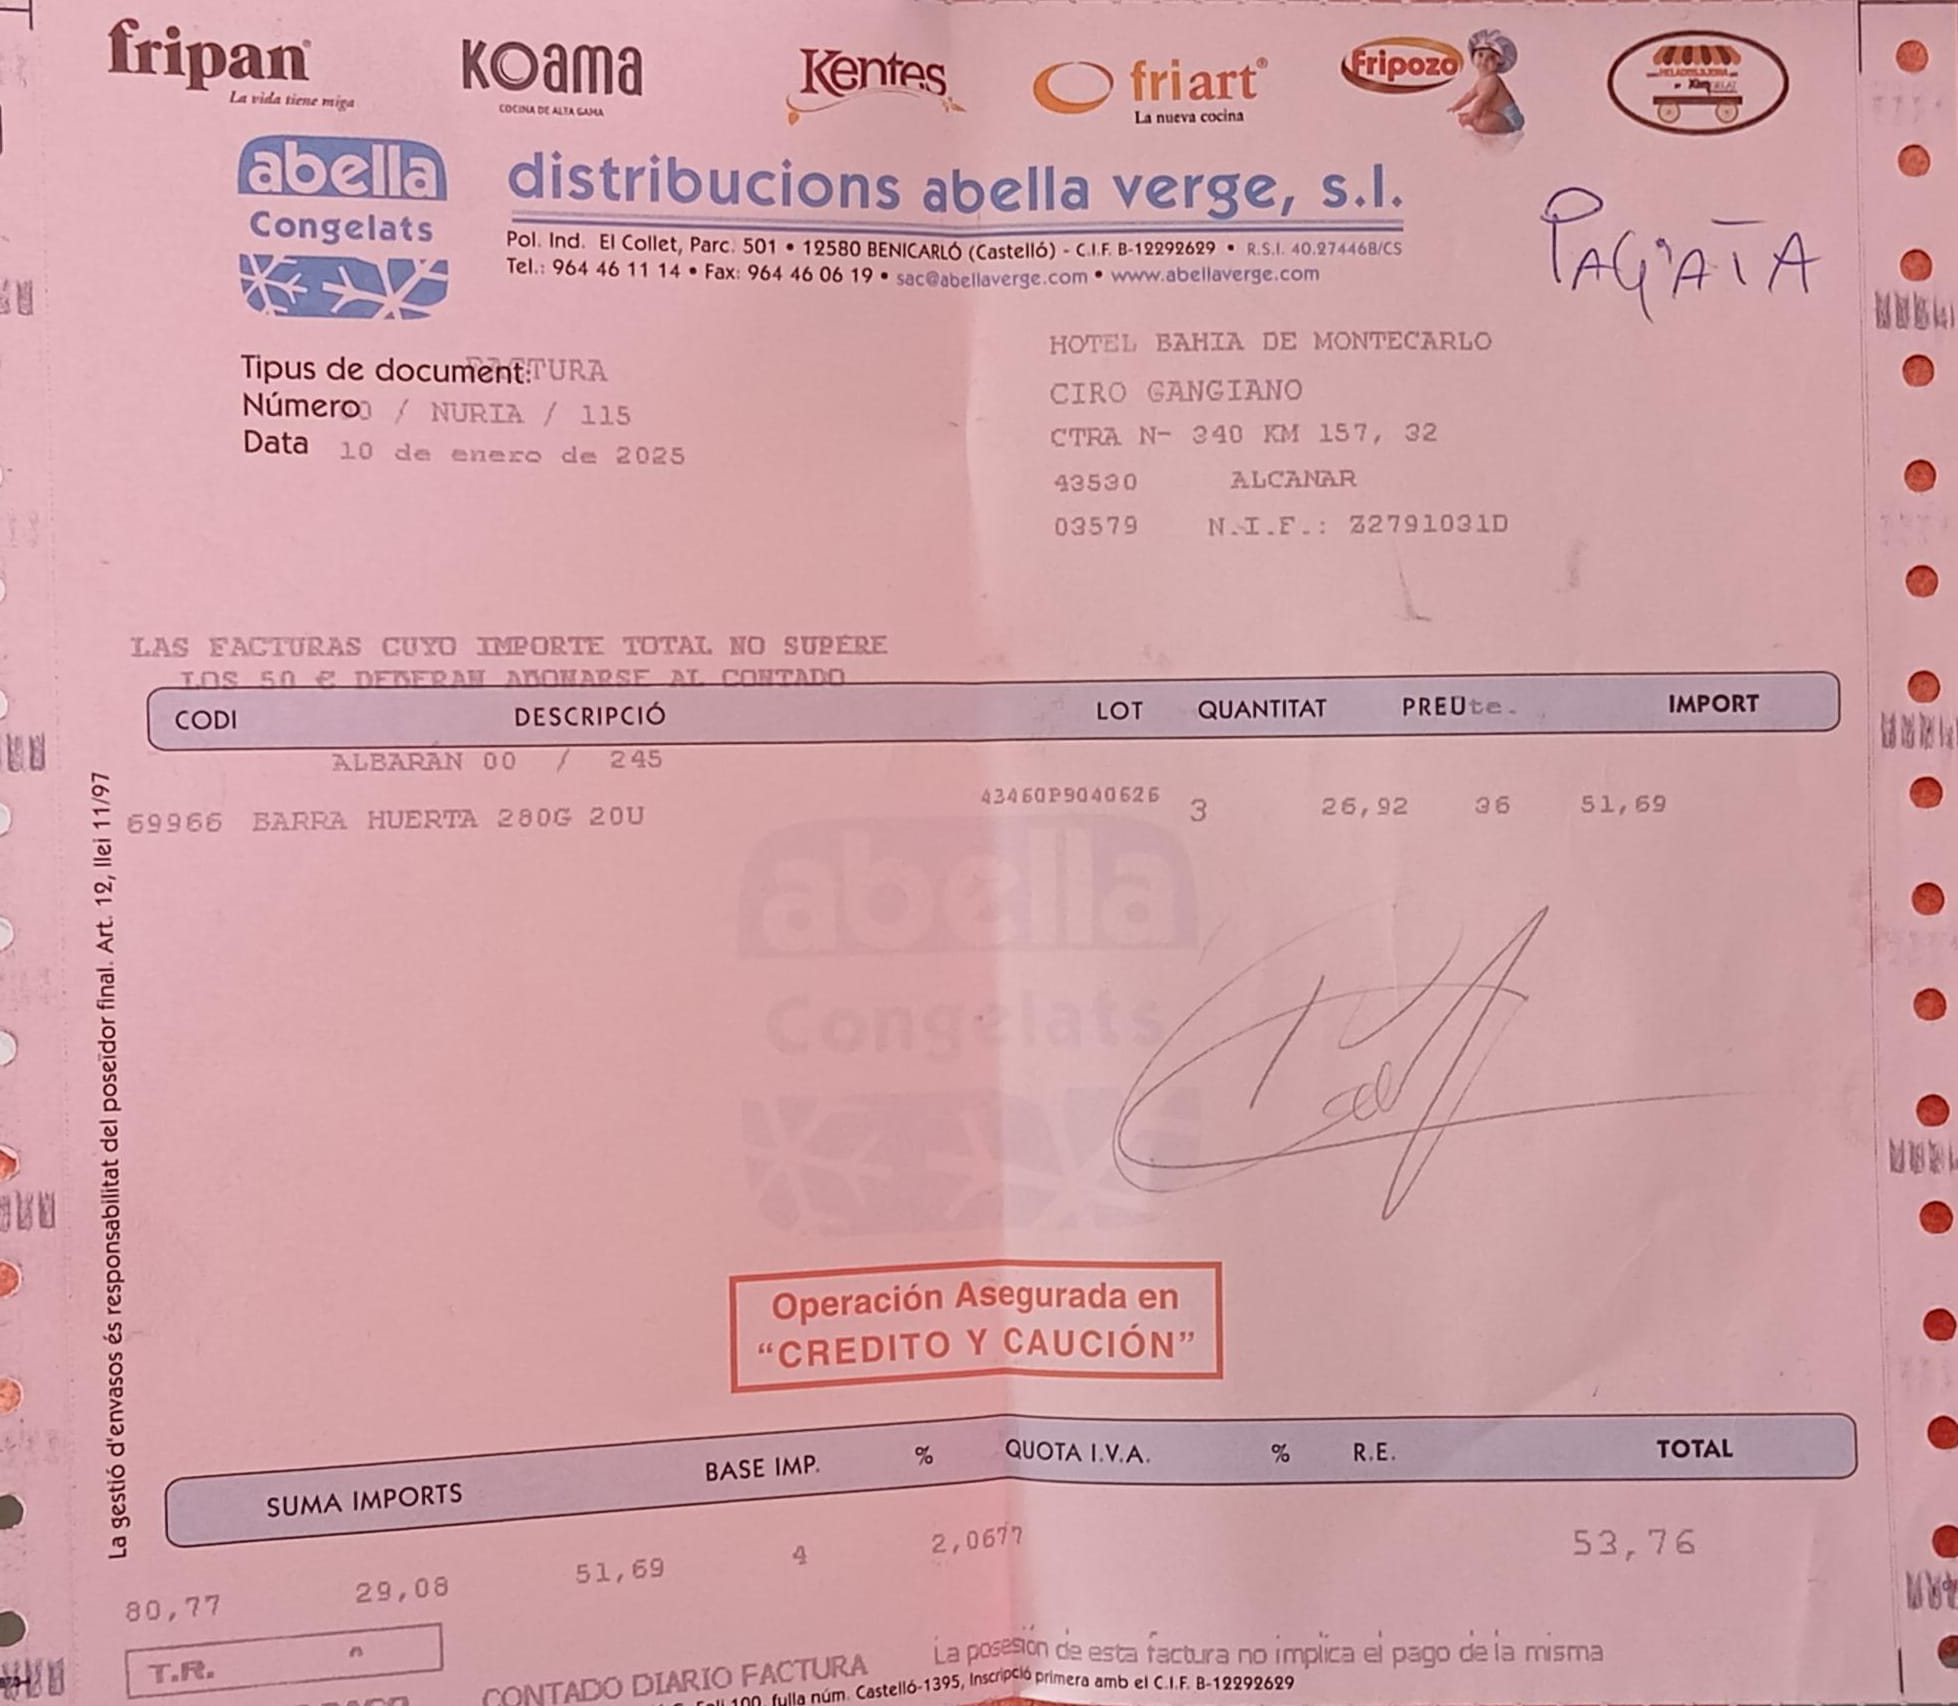 fripan
La vida tiene miga
KOama
COCINA DE ALTA GAMA
Kentes
friart
La nueva cocina
Fripozo
abella
Congelats
distribucions abella verge, s.l.
Pol. Ind. El Collet, Parc. 501 • 12580 BENICARLÓ (Castelló) - C.I.F. B-12292629 • R.S.I. 40.274468/CS
Tel.: 964 46 11 14 • Fax: 964 46 06 19 • sac@abellaverge.com • www.abellaverge.com
PAGATA
HOTEL BAHIA DE MONTECARLO
CIRO GANGIANO
CTRA N- 340 KM 157, 32
43530 ALCANAR
03579 N.I.F.: Z2791031D
Tipus de document: FACTURA
Número 0 / NURIA / 115
Data 10 de enero de 2025
LAS FACTURAS CUYO IMPORTE TOTAL NO SUPERE
LOS 50 € DEBERAN ABONARSE AL CONTADO
CODI DESCRIPCIÓ LOT QUANTITAT PREU te. IMPORT
ALBARAN 00 / 245
69966 BARRA HUERTA 280G 20U 43460P9040626 3 26,92 36 51,69
abella
Congelats
La gestió d'envasos és responsabilitat del poseïdor final. Art. 12, llei 11/97
Operación Asegurada en
“CREDITO Y CAUCIÓN”
SUMA IMPORTS BASE IMP. % QUOTA I.V.A. % R.E. TOTAL
80,77 29,08 51,69 4 2,0677 53,76
T.R.
CONTADO DIARIO FACTURA La posesión de esta factura no implica el pago de la misma
100, fulla núm. Castelló-1395, Inscripció primera amb el C.I.F. B-12292629